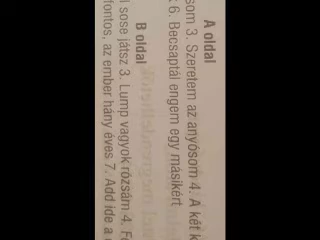 A oldal
som 3. Szeretem az anyósom 4. A két k
6. Becsaptál engem egy másikért
B oldal
l sose játsz 3. Lump vagyok rózsám 4. F
fontos, az ember hány éves 7. Add ide a